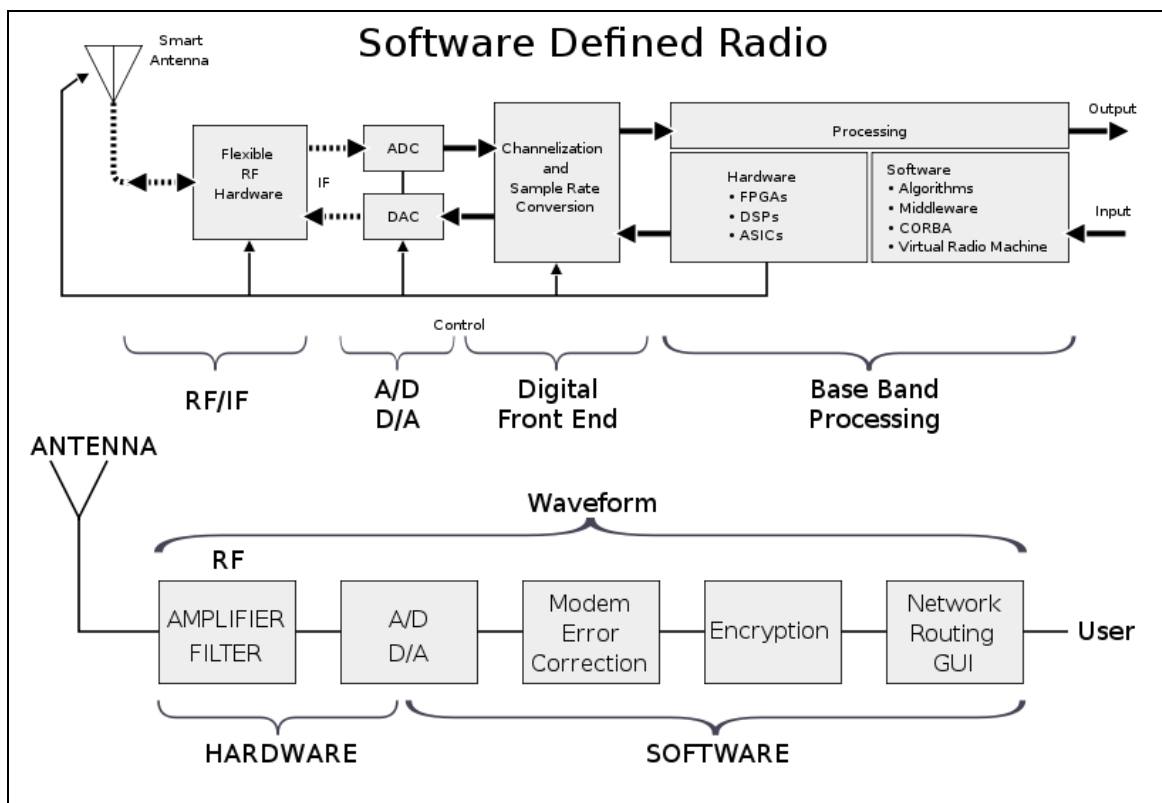 Software Defined Radio
Smart
Antenna
Flexible
RF
Hardware
IF
ADC
DAC
Channelization
and
Sample Rate
Conversion
Processing
Hardware
• FPGAs
• DSPs
• ASICs
Software
• Algorithms
• Middleware
• CORBA
• Virtual Radio Machine
Output
Input
Control
RF/IF
A/D
D/A
Digital
Front End
Base Band
Processing
ANTENNA
Waveform
RF
AMPLIFIER
FILTER
A/D
D/A
Modem
Error
Correction
Encryption
Network
Routing
GUI
User
HARDWARE
SOFTWARE